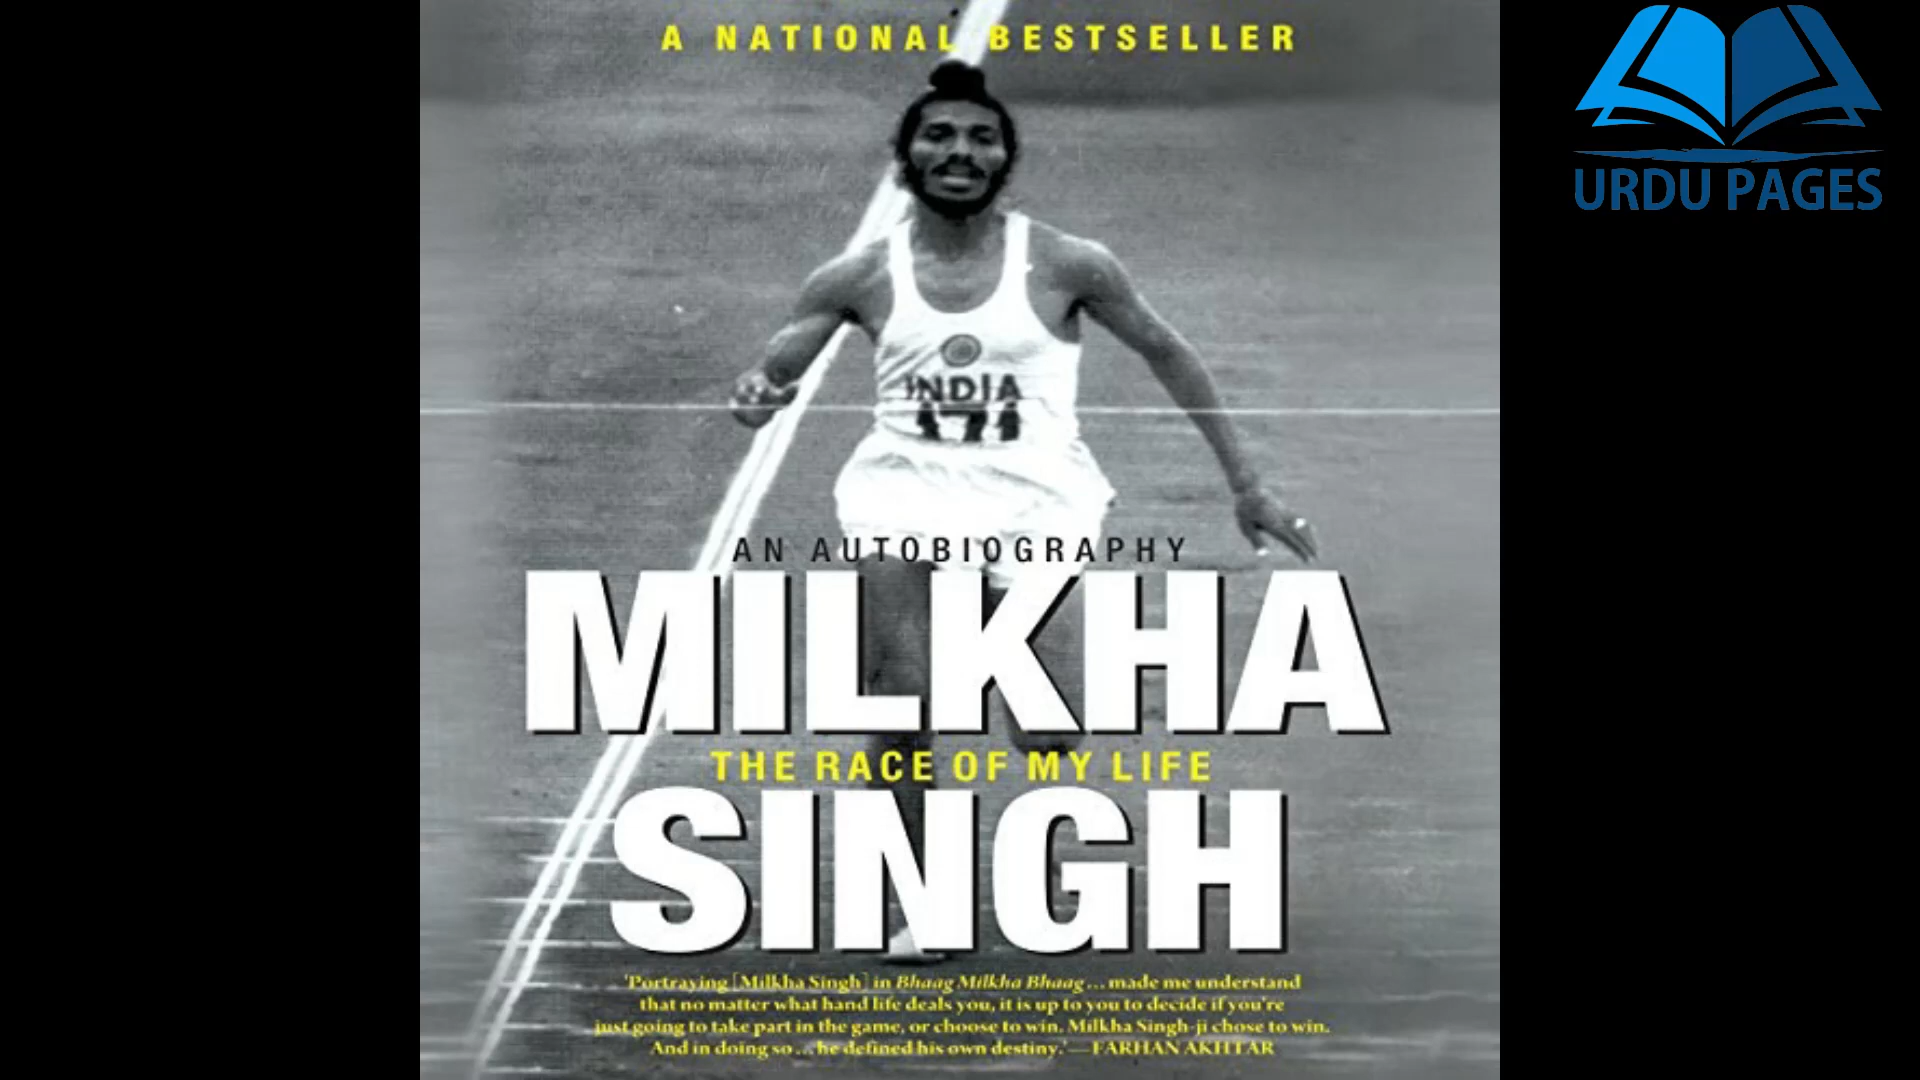 A NATIONAL BESTSELLER
URDU PAGES
INDIA
171
AN AUTOBIOGRAPHY
MILKHA
THE RACE OF MY LIFE
SINGH
'Portraying [Milkha Singh] in Bhaag Milkha Bhaag ... made me understand
that no matter what hand life deals you, it is up to you to decide if you're
just going to take part in the game, or choose to win. Milkha Singh-ji chose to win.
And in doing so ... he defined his own destiny.'—FARHAN AKHTAR